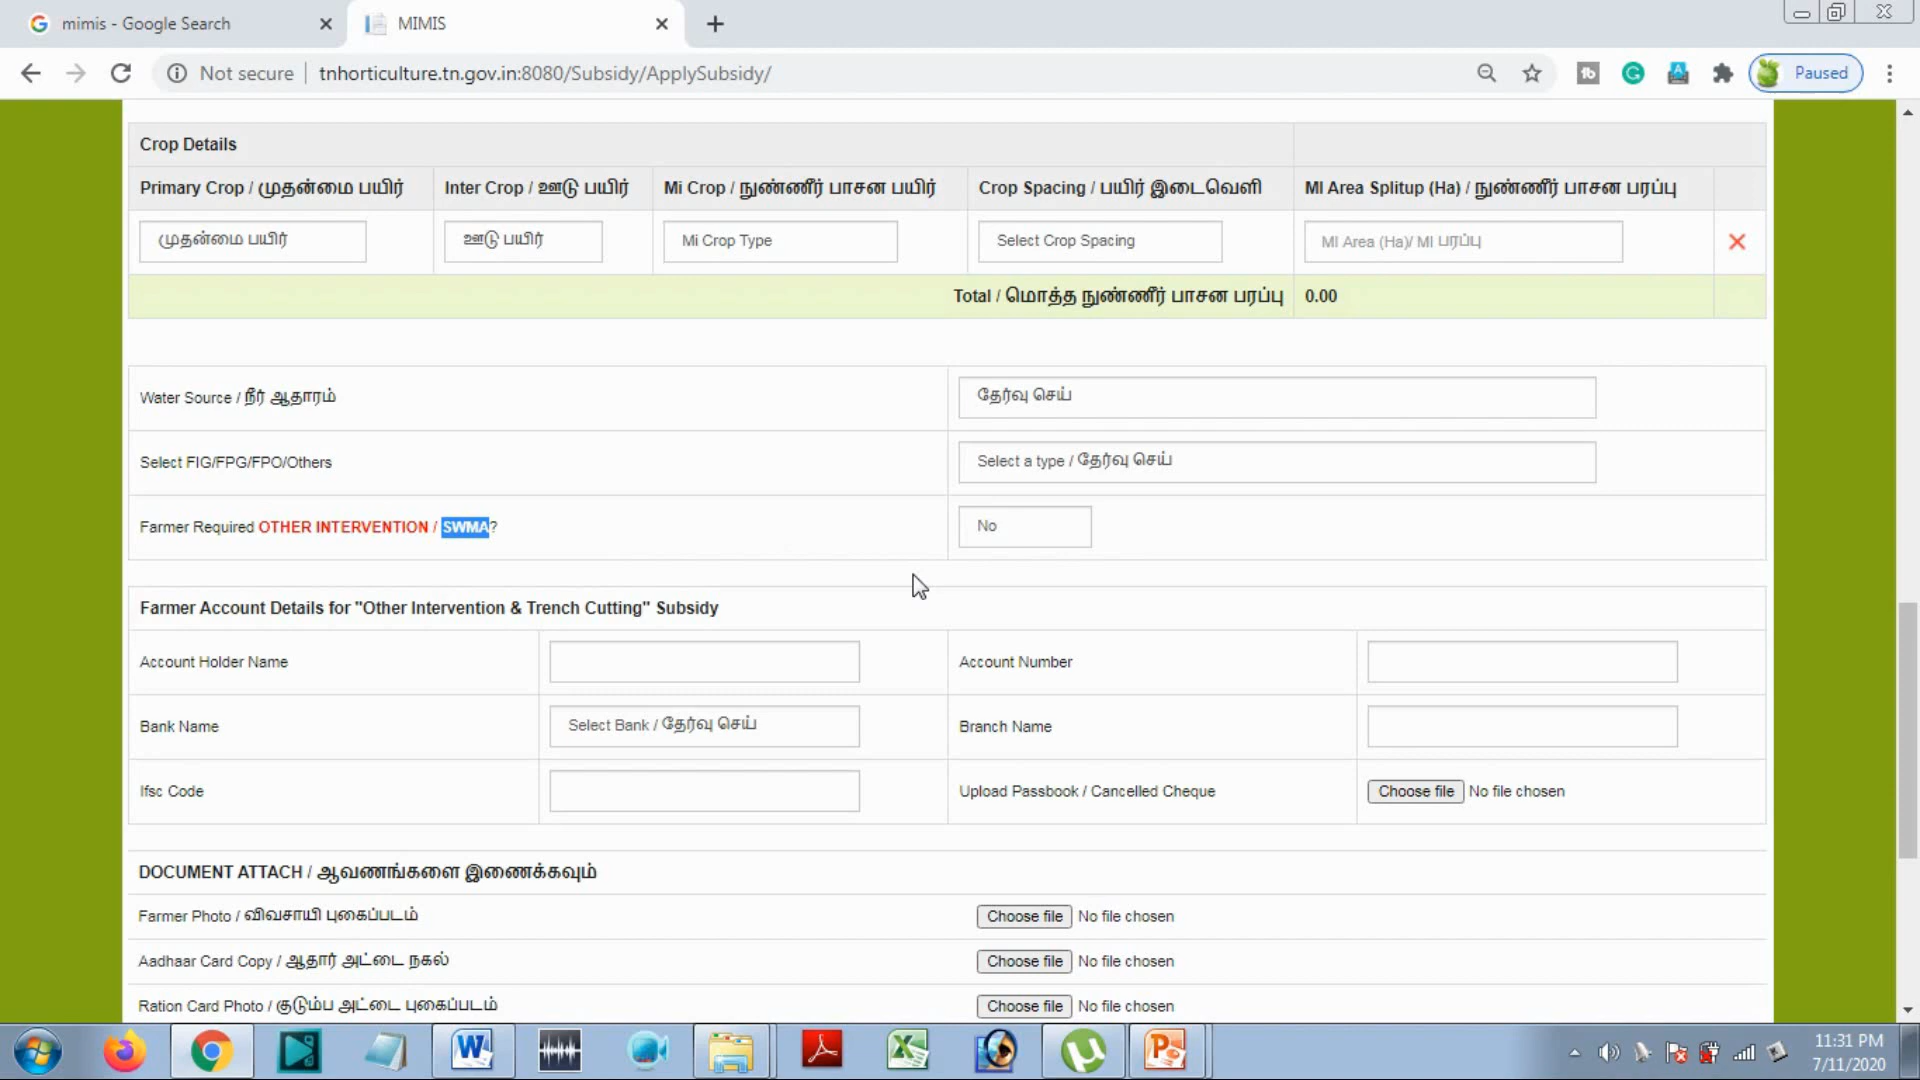 mimis - Google Search
MIMIS
Not secure
tnhorticulture.tn.gov.in:8080/Subsidy/ApplySubsidy/
Paused
Crop Details
Primary Crop / முதன்மை பயிர்
Inter Crop / ஊடு பயிர்
Mi Crop / நுண்ணீர் பாசன பயிர்
Crop Spacing / பயிர் இடைவெளி
MI Area Splitup (Ha) / நுண்ணீர் பாசன பரப்பு
முதன்மை பயிர்
ஊடு பயிர்
Mi Crop Type
Select Crop Spacing
MI Area (Ha)/ MI பரப்பு
Total / மொத்த நுண்ணீர் பாசன பரப்பு
0.00
Water Source / நீர் ஆதாரம்
தேர்வு செய்
Select FIG/FPG/FPO/Others
Select a type / தேர்வு செய்
Farmer Required OTHER INTERVENTION / SWMA?
No
Farmer Account Details for "Other Intervention & Trench Cutting" Subsidy
Account Holder Name
Account Number
Bank Name
Select Bank / தேர்வு செய்
Branch Name
Ifsc Code
Upload Passbook / Cancelled Cheque
Choose file No file chosen
DOCUMENT ATTACH / ஆவணங்களை இணைக்கவும்
Farmer Photo / விவசாயி புகைப்படம்
Choose file No file chosen
Aadhaar Card Copy / ஆதார் அட்டை நகல்
Choose file No file chosen
Ration Card Photo / குடும்ப அட்டை புகைப்படம்
Choose file No file chosen
11:31 PM
7/11/2020